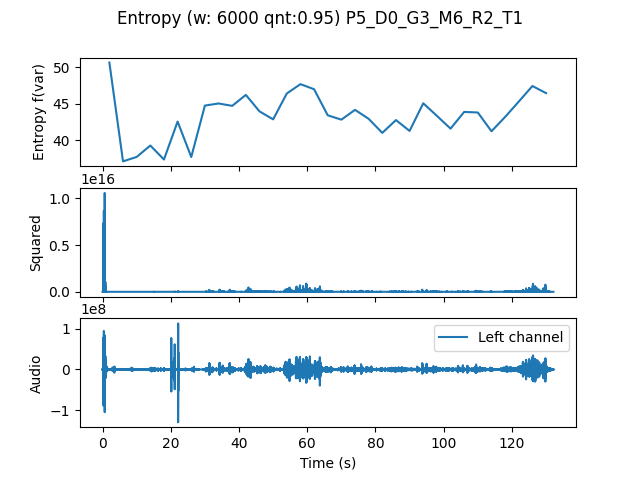 Entropy (w: 6000 qnt:0.95) P5_D0_G3_M6_R2_T1
50
45
40
Entropy f(var)
1e16
1.0
0.5
0.0
Squared
1e8
1
0
−1
Audio
Left channel
0 20 40 60 80 100 120
Time (s)